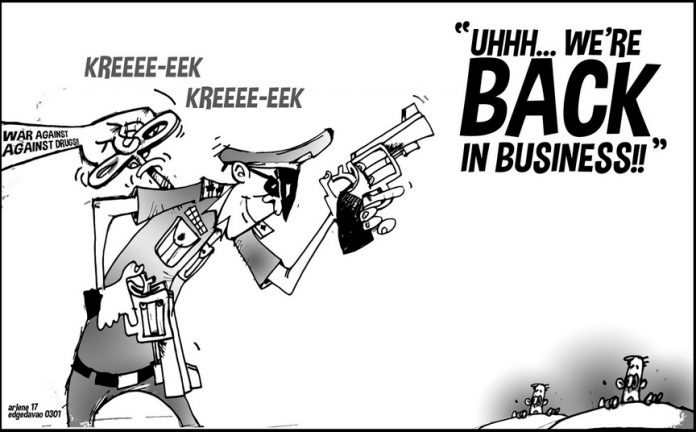 KREEEE-EEK
KREEEE-EEK
WAR AGAINST
AGAINST DRUGS!!
“UHHH... WE'RE
BACK
IN BUSINESS!!”
arlene 17
edgedavao 0301